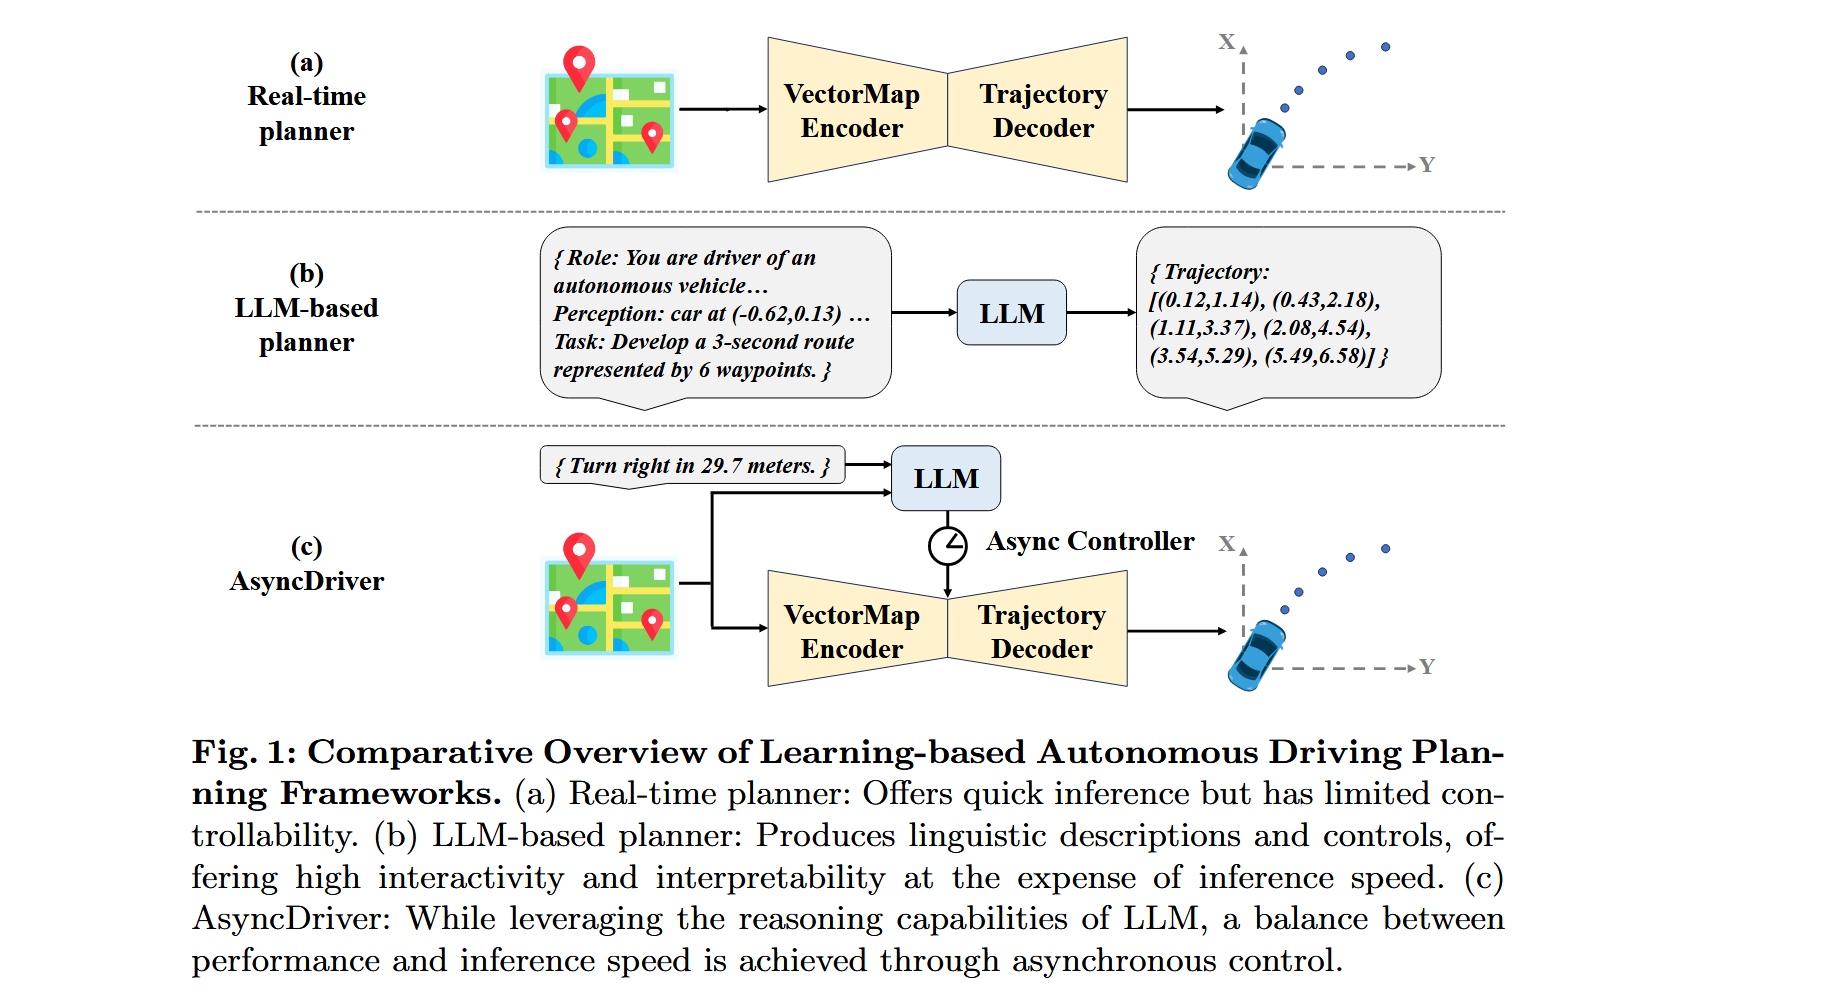 (a)
Real-time
planner
VectorMap
Encoder
Trajectory
Decoder
X
Y
(b)
LLM-based
planner
{ Role: You are driver of an
autonomous vehicle…
Perception: car at (-0.62,0.13) …
Task: Develop a 3-second route
represented by 6 waypoints. }
LLM
{ Trajectory:
[(0.12,1.14), (0.43,2.18),
(1.11,3.37), (2.08,4.54),
(3.54,5.29), (5.49,6.58)] }
(c)
AsyncDriver
{ Turn right in 29.7 meters. }
LLM
Async Controller
VectorMap
Encoder
Trajectory
Decoder
X
Y
Fig. 1: Comparative Overview of Learning-based Autonomous Driving Plan-
ning Frameworks. (a) Real-time planner: Offers quick inference but has limited con-
trollability. (b) LLM-based planner: Produces linguistic descriptions and controls, of-
fering high interactivity and interpretability at the expense of inference speed. (c)
AsyncDriver: While leveraging the reasoning capabilities of LLM, a balance between
performance and inference speed is achieved through asynchronous control.